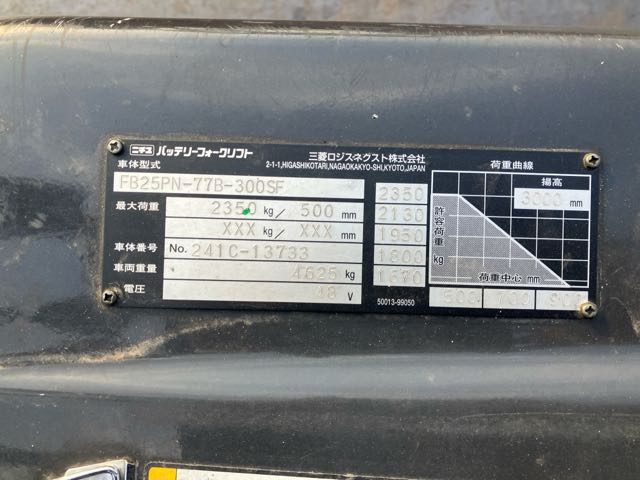 ニチユ バッテリーフォークリフト
三菱ロジスネクスト株式会社
2-1-1,HIGASHIKOTARI,NAGAOKAKYO-SHI,KYOTO,JAPAN
車体型式
FB25PN-77B-300SF
最大荷重 2350 kg／ 500 mm
XXX kg／ XXX mm
車体番号 No. 241C-13733
車両重量 4625 kg
電圧 48 V
50013-99050
荷重曲線
揚高
3000 mm
2350
2130
1950
1800
1670
許容荷重 kg
荷重中心 mm
500 700 900